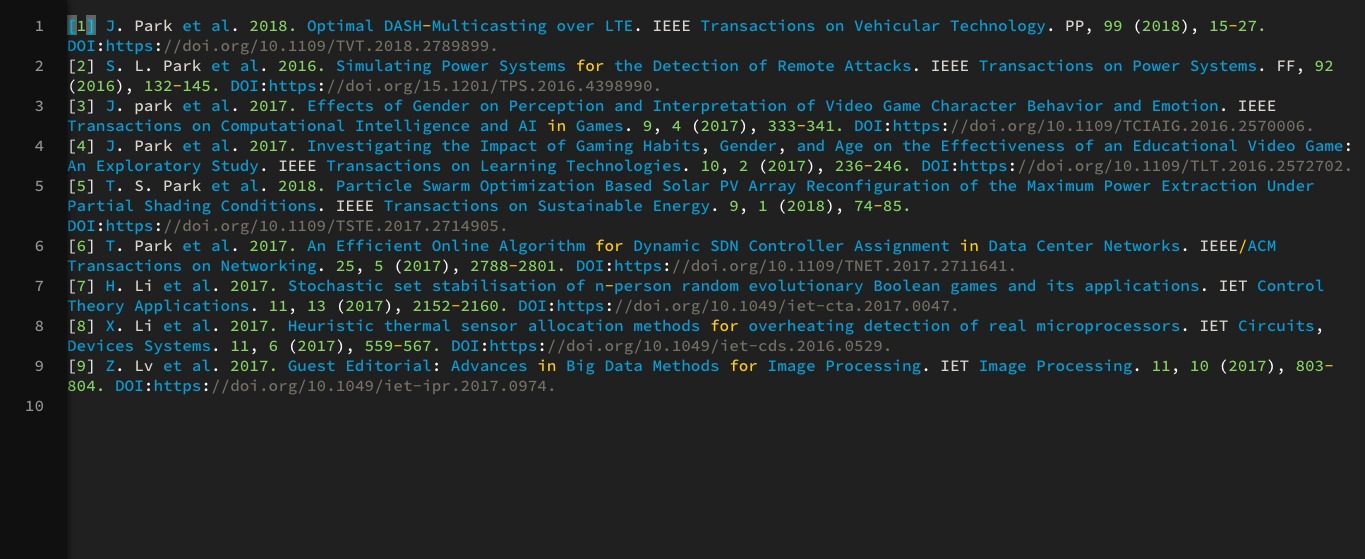 1 [1] J. Park et al. 2018. Optimal DASH-Multicasting over LTE. IEEE Transactions on Vehicular Technology. PP, 99 (2018), 15-27.
DOI:https://doi.org/10.1109/TVT.2018.2789899.
2 [2] S. L. Park et al. 2016. Simulating Power Systems for the Detection of Remote Attacks. IEEE Transactions on Power Systems. FF, 92
(2016), 132-145. DOI:https://doi.org/15.1201/TPS.2016.4398990.
3 [3] J. park et al. 2017. Effects of Gender on Perception and Interpretation of Video Game Character Behavior and Emotion. IEEE
Transactions on Computational Intelligence and AI in Games. 9, 4 (2017), 333-341. DOI:https://doi.org/10.1109/TCIAIG.2016.2570006.
4 [4] J. Park et al. 2017. Investigating the Impact of Gaming Habits, Gender, and Age on the Effectiveness of an Educational Video Game:
An Exploratory Study. IEEE Transactions on Learning Technologies. 10, 2 (2017), 236-246. DOI:https://doi.org/10.1109/TLT.2016.2572702.
5 [5] T. S. Park et al. 2018. Particle Swarm Optimization Based Solar PV Array Reconfiguration of the Maximum Power Extraction Under
Partial Shading Conditions. IEEE Transactions on Sustainable Energy. 9, 1 (2018), 74-85.
DOI:https://doi.org/10.1109/TSTE.2017.2714905.
6 [6] T. Park et al. 2017. An Efficient Online Algorithm for Dynamic SDN Controller Assignment in Data Center Networks. IEEE/ACM
Transactions on Networking. 25, 5 (2017), 2788-2801. DOI:https://doi.org/10.1109/TNET.2017.2711641.
7 [7] H. Li et al. 2017. Stochastic set stabilisation of n-person random evolutionary Boolean games and its applications. IET Control
Theory Applications. 11, 13 (2017), 2152-2160. DOI:https://doi.org/10.1049/iet-cta.2017.0047.
8 [8] X. Li et al. 2017. Heuristic thermal sensor allocation methods for overheating detection of real microprocessors. IET Circuits,
Devices Systems. 11, 6 (2017), 559-567. DOI:https://doi.org/10.1049/iet-cds.2016.0529.
9 [9] Z. Lv et al. 2017. Guest Editorial: Advances in Big Data Methods for Image Processing. IET Image Processing. 11, 10 (2017), 803-
804. DOI:https://doi.org/10.1049/iet-ipr.2017.0974.
10